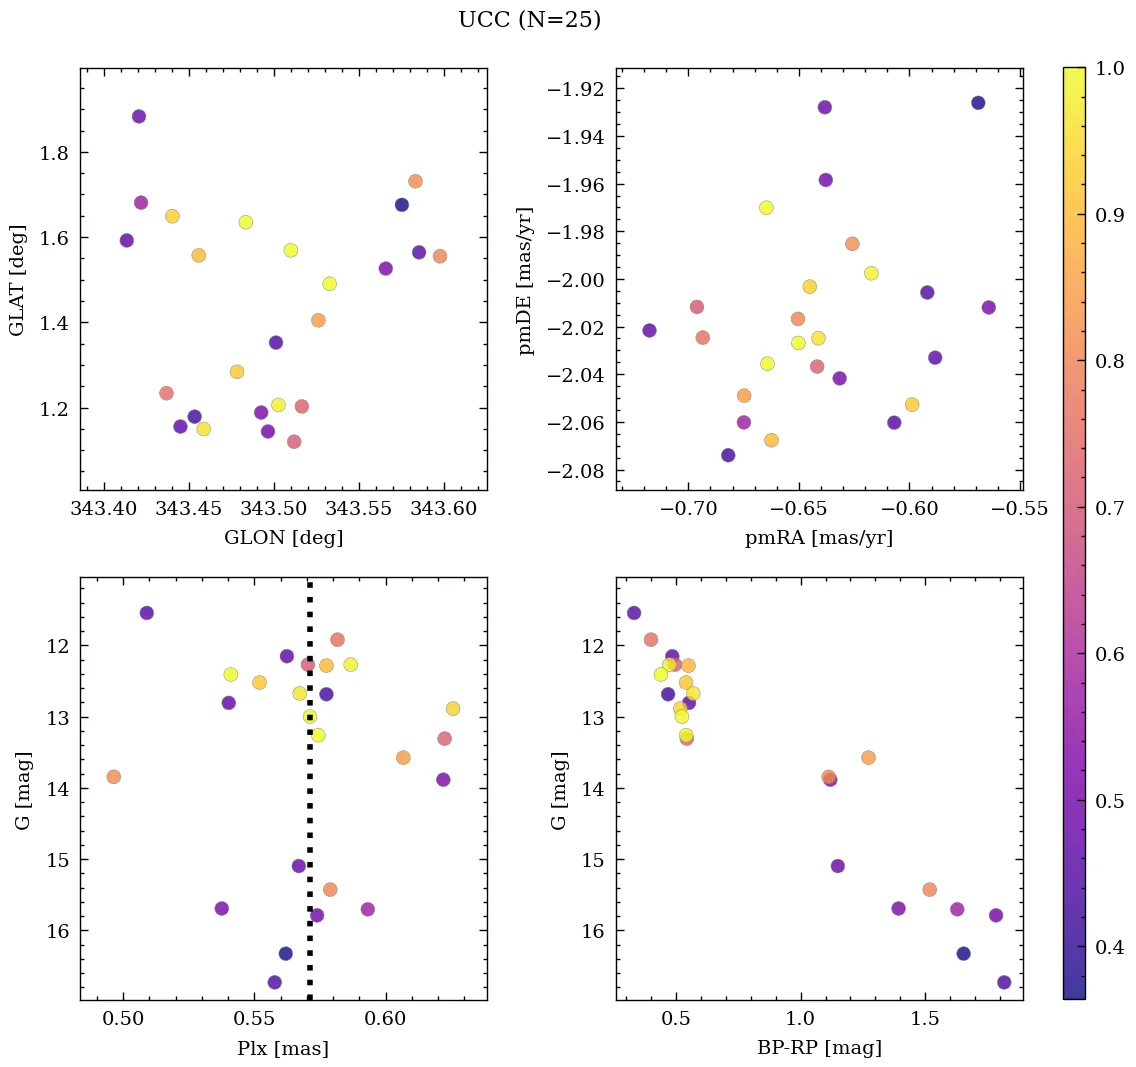 UCC (N=25)
1.8
1.6
1.4
1.2
GLAT [deg]
343.40 343.45 343.50 343.55 343.60
GLON [deg]
−1.92
−1.94
−1.96
−1.98
−2.00
−2.02
−2.04
−2.06
−2.08
pmDE [mas/yr]
−0.70 −0.65 −0.60 −0.55
pmRA [mas/yr]
12
13
14
15
16
G [mag]
0.50 0.55 0.60
Plx [mas]
12
13
14
15
16
G [mag]
0.5 1.0 1.5
BP-RP [mag]
1.0
0.9
0.8
0.7
0.6
0.5
0.4